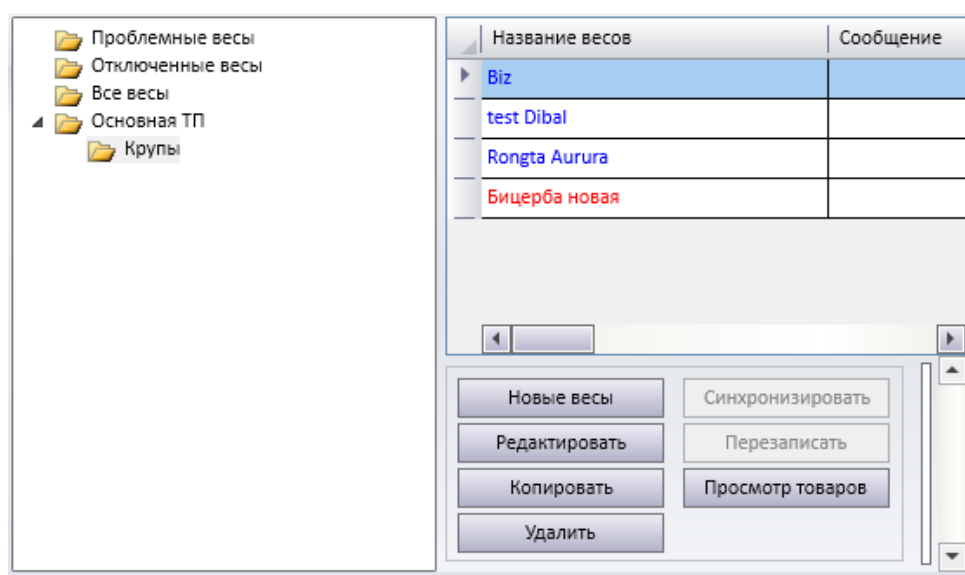 Проблемные весы
Отключенные весы
Все весы
Основная ТП
Крупы
Название весов Сообщение
Biz
test Dibal
Rongta Aurura
Бицерба новая
Новые весы Синхронизировать
Редактировать Перезаписать
Копировать Просмотр товаров
Удалить